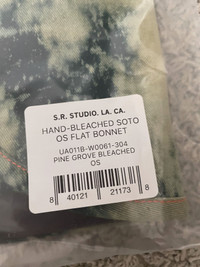 S.R. STUDIO. LA. CA.
HAND-BLEACHED SOTO
OS FLAT BONNET
UA011B-W0061-304
PINE GROVE BLEACHED
OS
8 40121 21173 8